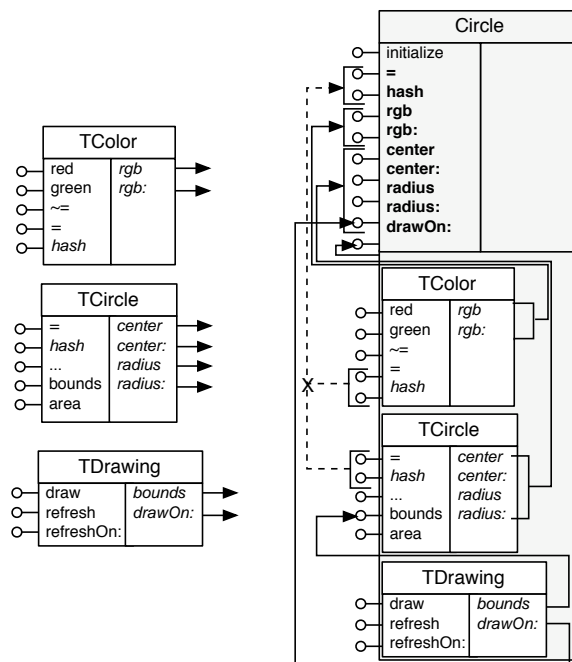 Circle
initialize
=
hash
rgb
rgb:
center
center:
radius
radius:
drawOn:
TColor
red rgb
green rgb:
~=
=
hash
TCircle
= center
hash center:
... radius
bounds radius:
area
TDrawing
draw bounds
refresh drawOn:
refreshOn:
TColor
red rgb
green rgb:
~=
=
hash
X
TCircle
= center
hash center:
... radius
bounds radius:
area
TDrawing
draw bounds
refresh drawOn:
refreshOn: